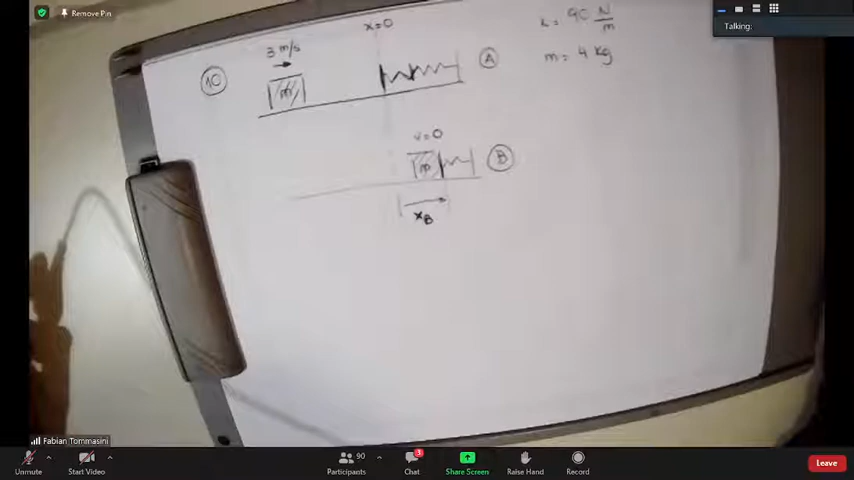 Remove Pin
Talking:
x=0
k = 90 N/m
3 m/s
10
m
A
m = 4 kg
v=0
m
B
xB
Fabian Tommasini
Unmute
Start Video
90
Participants
3
Chat
Share Screen
Raise Hand
Record
Leave